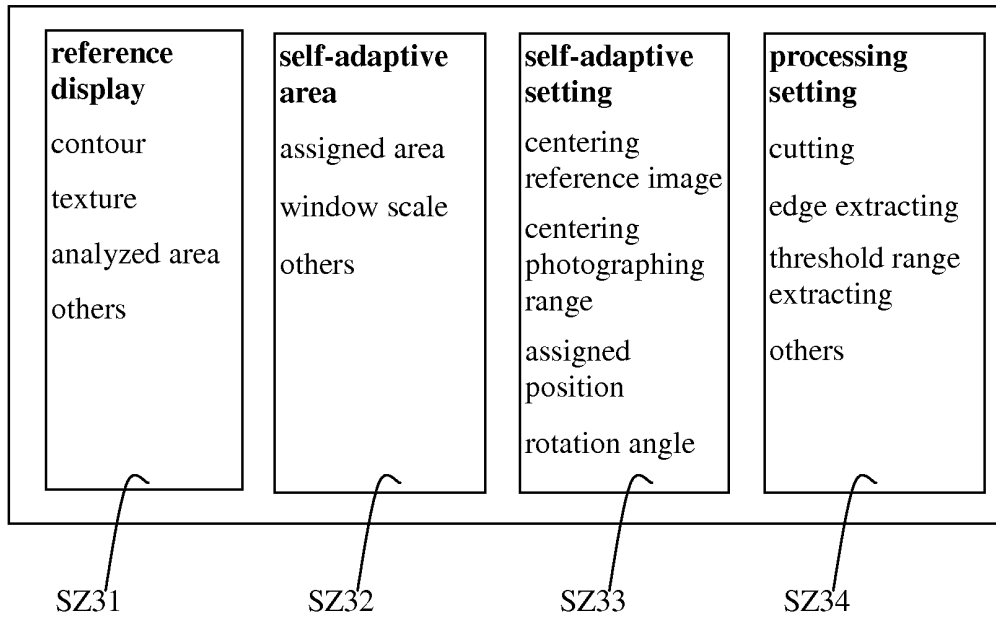 reference
display
contour
texture
analyzed area
others
self-adaptive
area
assigned area
window scale
others
self-adaptive
setting
centering
reference image
centering
photographing
range
assigned
position
rotation angle
processing
setting
cutting
edge extracting
threshold range
extracting
others
SZ31
SZ32
SZ33
SZ34